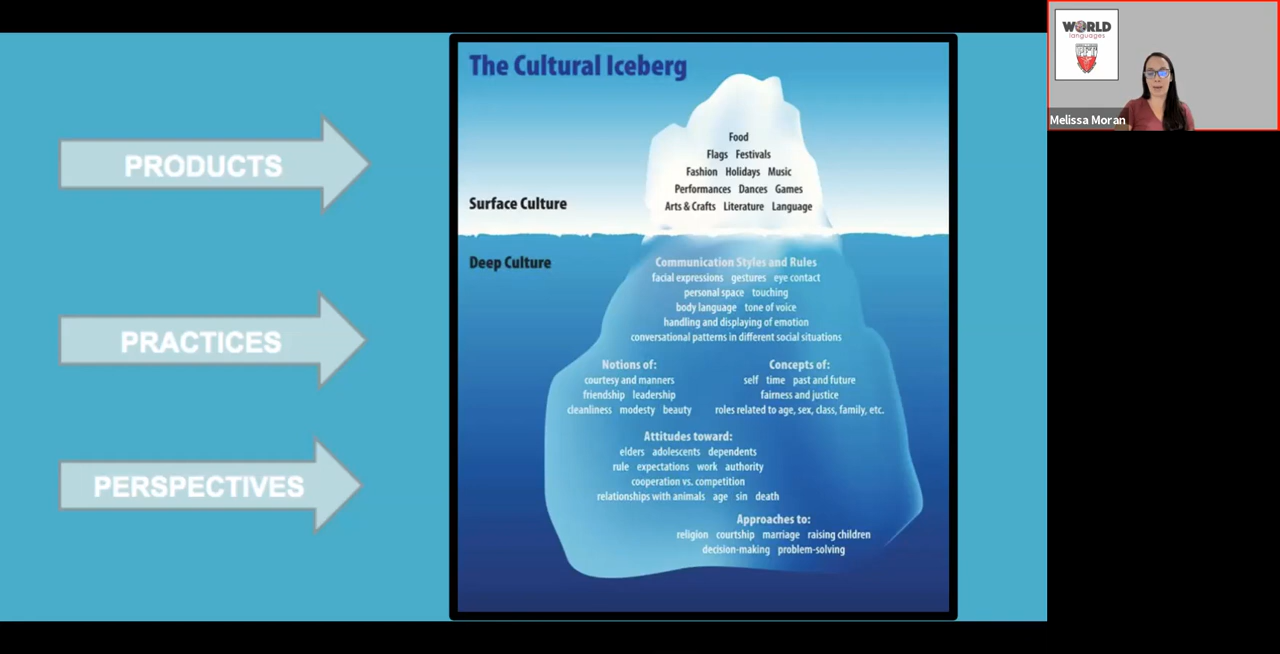 PRODUCTS
PRACTICES
PERSPECTIVES
The Cultural Iceberg
Food
Flags Festivals
Fashion Holidays Music
Performances Dances Games
Arts & Crafts Literature Language
Surface Culture
Deep Culture
Communication Styles and Rules
facial expressions gestures eye contact
personal space touching
body language tone of voice
handling and displaying of emotion
conversational patterns in different social situations
Notions of:
courtesy and manners
friendship leadership
cleanliness modesty beauty
Concepts of:
self time past and future
fairness and justice
roles related to age, sex, class, family, etc.
Attitudes toward:
elders adolescents dependents
rule expectations work authority
cooperation vs. competition
relationships with animals age sin death
Approaches to:
religion courtship marriage raising children
decision-making problem-solving
WORLD
languages
Melissa Moran